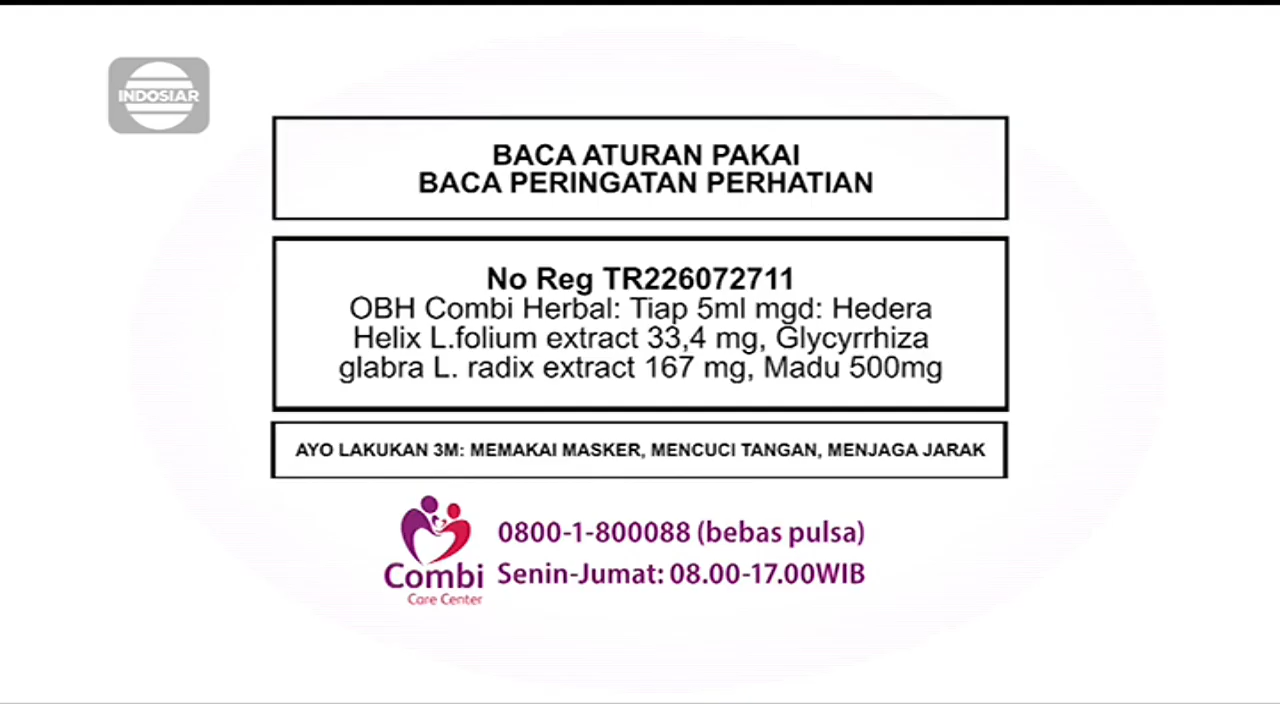 INDOSIAR
BACA ATURAN PAKAI
BACA PERINGATAN PERHATIAN
No Reg TR226072711
OBH Combi Herbal: Tiap 5ml mgd: Hedera
Helix L.folium extract 33,4 mg, Glycyrrhiza
glabra L. radix extract 167 mg, Madu 500mg
AYO LAKUKAN 3M: MEMAKAI MASKER, MENCUCI TANGAN, MENJAGA JARAK
0800-1-800088 (bebas pulsa)
Combi
Senin-Jumat: 08.00-17.00WIB
Care Center